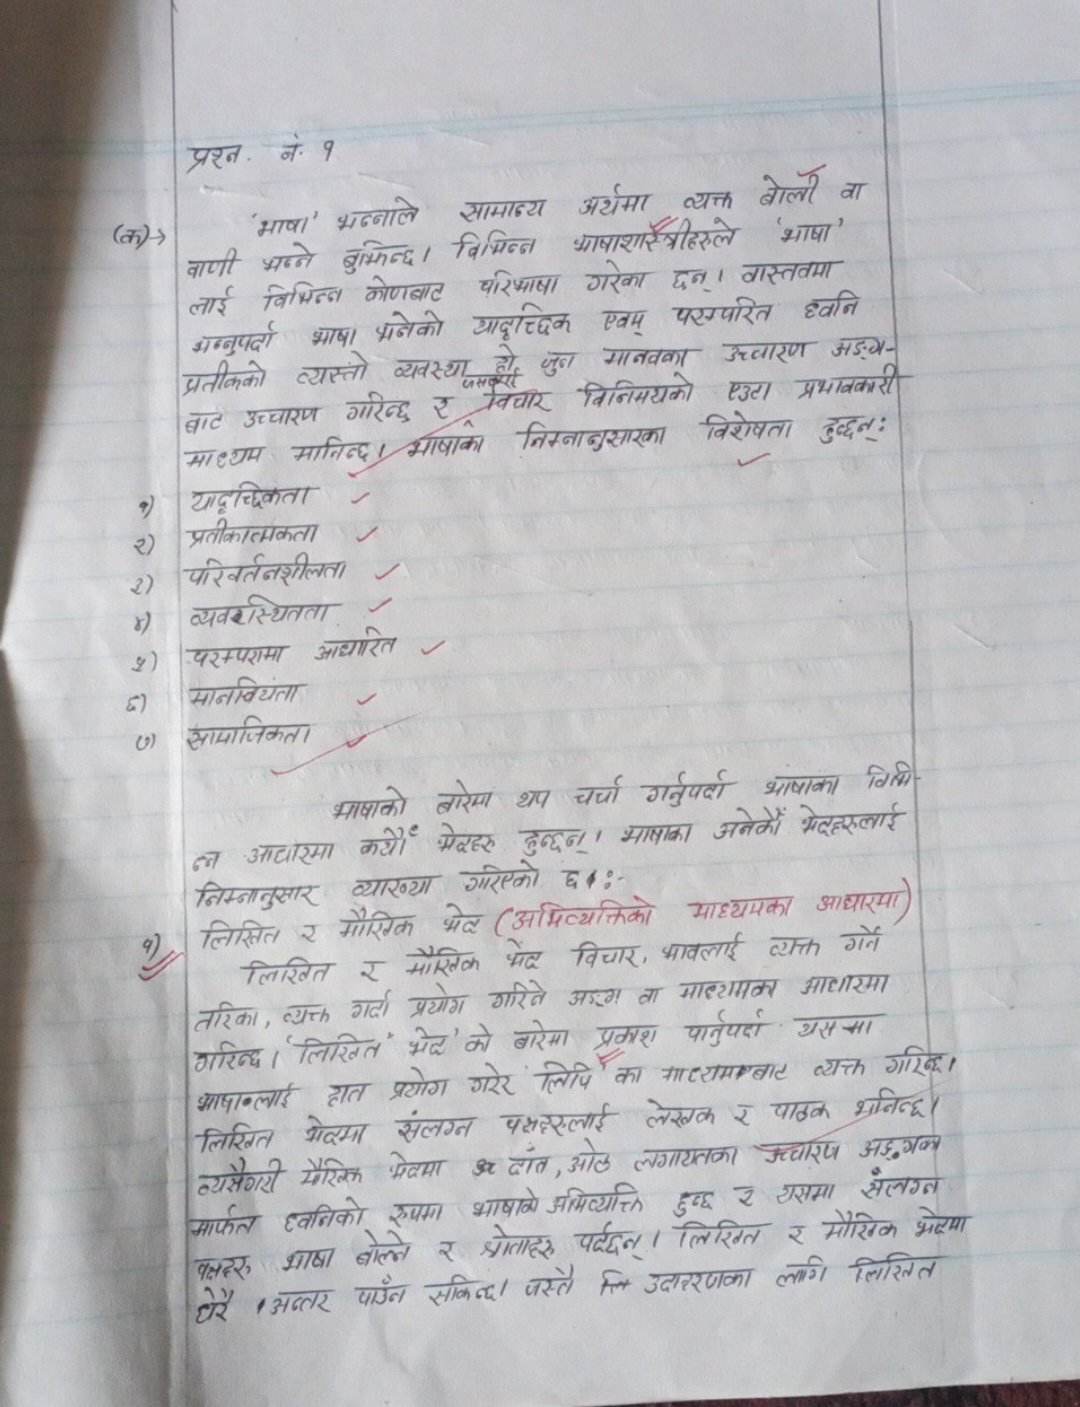 प्रश्न. नं. १
(क)→ 'भाषा' भन्नाले सामान्य अर्थमा व्यक्त बोली वा
वाणी भन्ने बुझिन्छ। विभिन्न भाषाशास्त्रीहरुले 'भाषा'
लाई विभिन्न कोणबाट परिभाषा गरेका छन्। वास्तवमा
भन्नुपर्दा भाषा भनेको यादृच्छिक एवम् परम्परित ध्वनि
प्रतीकको त्यस्तो व्यवस्था हो जुन मानवका उच्चारण अङ्ग-
बाट उच्चारण गरिन्छ र जसबाट विचार विनिमयको एउटा प्रभावकारी
माध्यम मानिन्छ। भाषाका निम्नानुसारका विशेषता हुन्छन्:
१) यादृच्छिकता
२) प्रतीकात्मकता
३) परिवर्तनशीलता
४) व्यवस्थितता
५) परम्परामा आधारित
६) मानवियता
७) सामाजिकता
भाषाको बारेमा थप चर्चा गर्नुपर्दा भाषाका विभि-
न्न आधारमा कयौँ भेदहरु हुन्छन्। भाषाका अनेकौँ भेदहरुलाई
निम्नानुसार व्याख्या गरिएको छ।:-
१) लिखित र मौखिक भेद (अभिव्यक्तिको माध्यमका आधारमा)
लिखित र मौखिक भेद विचार, भावलाई व्यक्त गर्ने
तरिका, व्यक्त गर्दा प्रयोग गरिने अङ्ग वा माध्यमका आधारमा
गरिन्छ। 'लिखित भेद' को बारेमा प्रकाश पार्नुपर्दा यसमा
भाषालाई हात प्रयोग गरेर 'लिपि' का माध्यमबाट व्यक्त गरिन्छ।
लिखित भेदमा संलग्न पक्षहरुलाई लेखक र पाठक भनिन्छ।
त्यसैगरी मौखिक भेदमा दाँत, ओठ लगायतका उच्चारण अङ्गका
मार्फत ध्वनिको रुपमा भाषाको अभिव्यक्ति हुन्छ र यसमा संलग्न
पक्षहरु भाषा बोल्ने र श्रोताहरु पर्दछन्। लिखित र मौखिक भेदमा
धेरै अन्तर पाउँन सकिन्छ। जस्तै उदाहरणका लागि लिखित